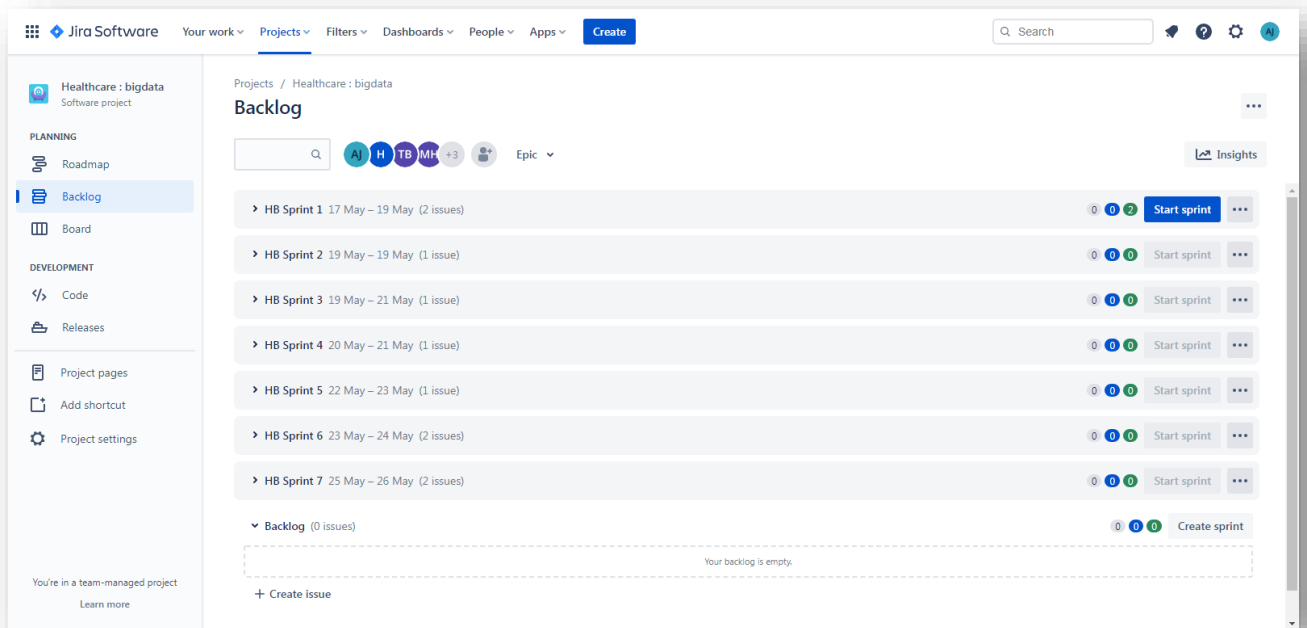 Jira Software Your work Projects Filters Dashboards People Apps Create Search AJ
Healthcare : bigdata
Software project
PLANNING
Roadmap
Backlog
Board
DEVELOPMENT
Code
Releases
Project pages
Add shortcut
Project settings
You're in a team-managed project
Learn more
Projects / Healthcare : bigdata
Backlog
AJ H TB MH +3 Epic Insights
HB Sprint 1 17 May – 19 May (2 issues) 0 0 2 Start sprint
HB Sprint 2 19 May – 19 May (1 issue) 0 0 0 Start sprint
HB Sprint 3 19 May – 21 May (1 issue) 0 0 0 Start sprint
HB Sprint 4 20 May – 21 May (1 issue) 0 0 0 Start sprint
HB Sprint 5 22 May – 23 May (1 issue) 0 0 0 Start sprint
HB Sprint 6 23 May – 24 May (2 issues) 0 0 0 Start sprint
HB Sprint 7 25 May – 26 May (2 issues) 0 0 0 Start sprint
Backlog (0 issues) 0 0 0 Create sprint
Your backlog is empty.
+ Create issue